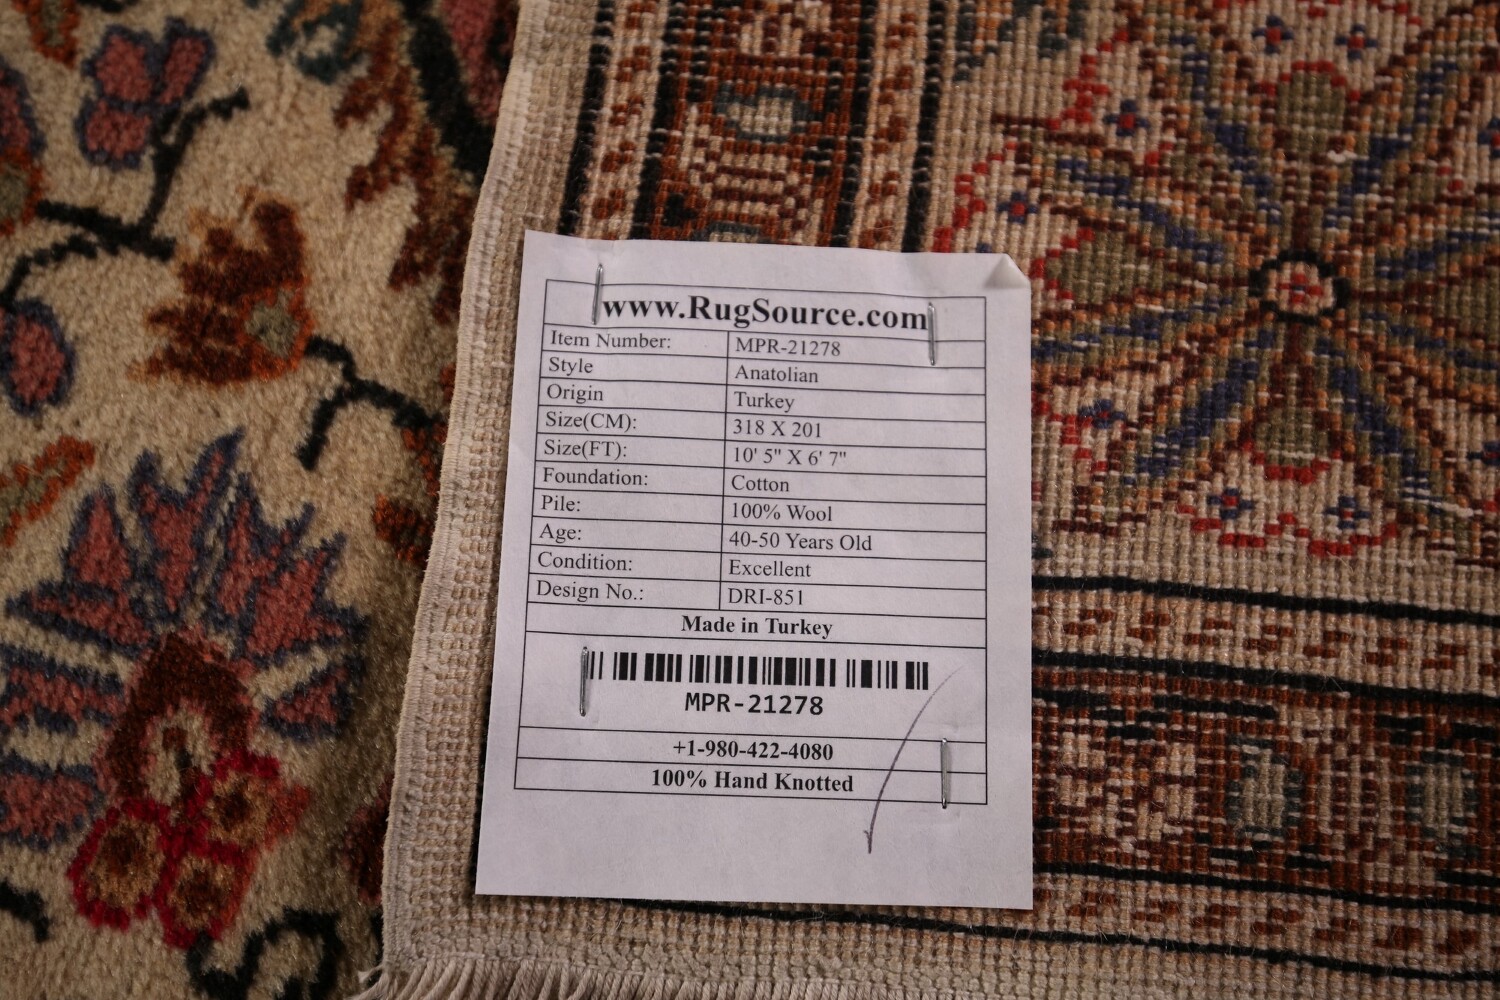 www.RugSource.com
Item Number: MPR-21278
Style Anatolian
Origin Turkey
Size(CM): 318 X 201
Size(FT): 10' 5" X 6' 7"
Foundation: Cotton
Pile: 100% Wool
Age: 40-50 Years Old
Condition: Excellent
Design No.: DRI-851
Made in Turkey
MPR-21278
+1-980-422-4080
100% Hand Knotted